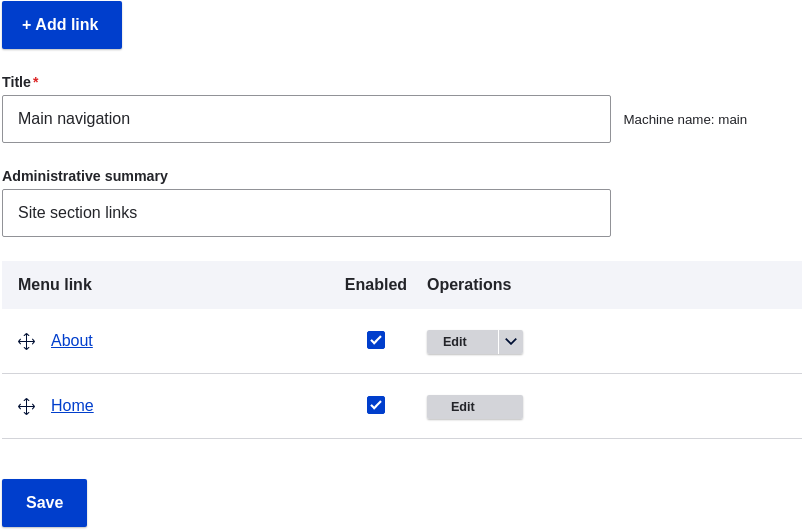 + Add link
Title*
Main navigation
Machine name: main
Administrative summary
Site section links
Menu link Enabled Operations
About Edit
Home Edit
Save